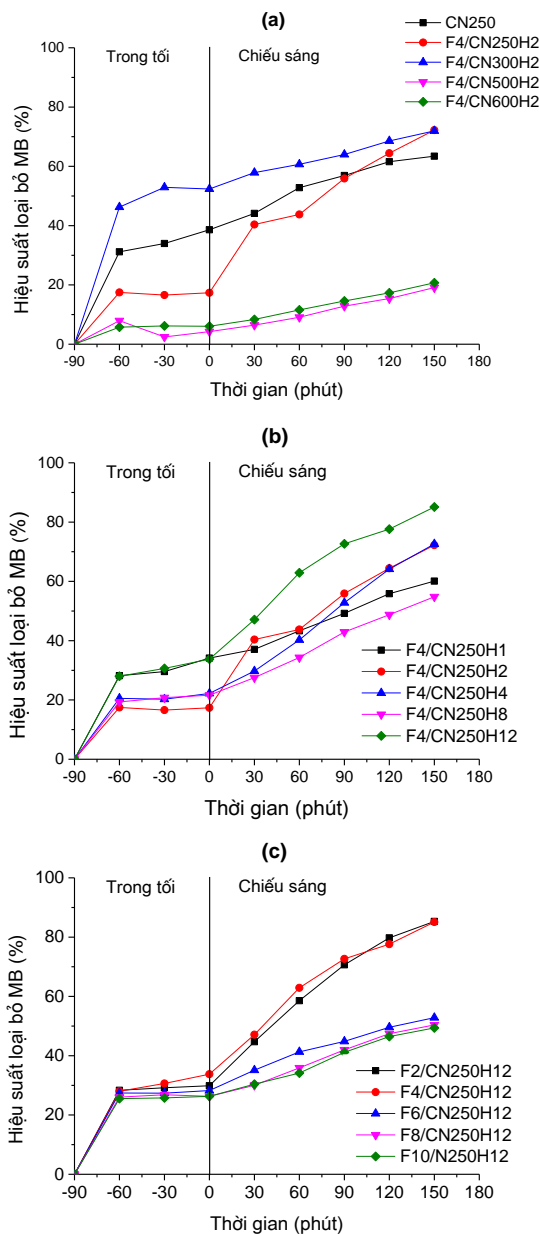 (a)
CN250
F4/CN250H2
F4/CN300H2
F4/CN500H2
F4/CN600H2
Trong tối
Chiếu sáng
Hiệu suất loại bỏ MB (%)
100
80
60
40
20
0
-90 -60 -30 0 30 60 90 120 150 180
Thời gian (phút)
(b)
Trong tối
Chiếu sáng
Hiệu suất loại bỏ MB (%)
100
80
60
40
20
0
F4/CN250H1
F4/CN250H2
F4/CN250H4
F4/CN250H8
F4/CN250H12
-90 -60 -30 0 30 60 90 120 150 180
Thời gian (phút)
(c)
Trong tối
Chiếu sáng
Hiệu suất loại bỏ MB (%)
100
80
60
40
20
0
F2/CN250H12
F4/CN250H12
F6/CN250H12
F8/CN250H12
F10/N250H12
-90 -60 -30 0 30 60 90 120 150 180
Thời gian (phút)